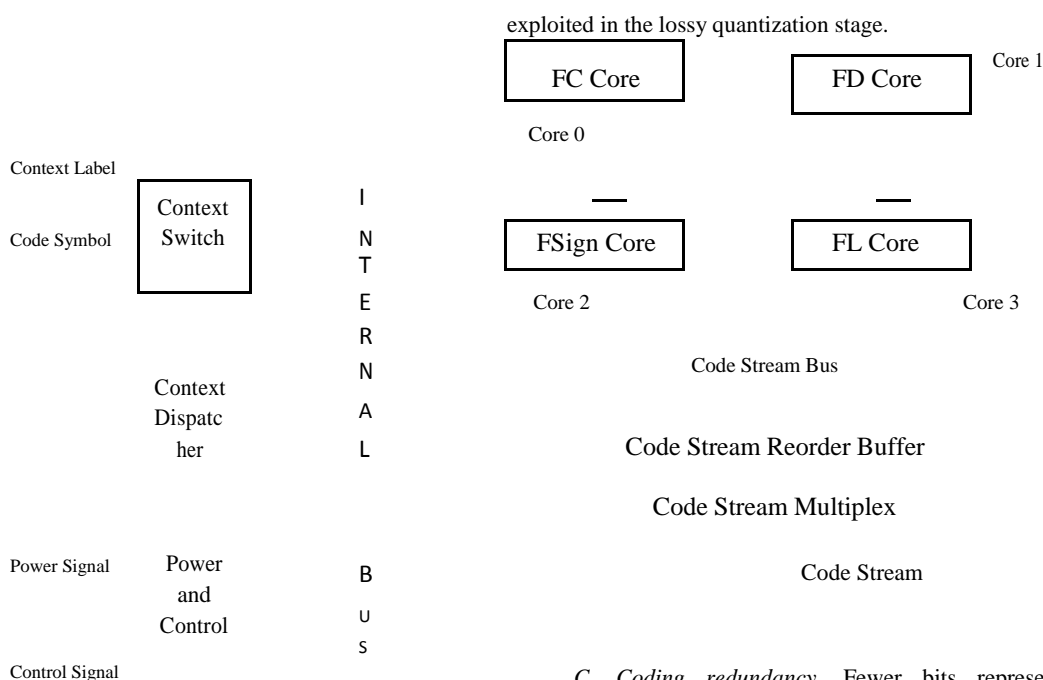 exploited in the lossy quantization stage.
FC Core
FD Core
Core 1
Core 0
Context Label
Context
Switch
Code Symbol
I
N
T
E
R
N
A
L
FSign Core
FL Core
Core 2
Core 3
Code Stream Bus
Context
Dispatc
her
Code Stream Reorder Buffer
Code Stream Multiplex
Power Signal
Power
and
Control
B
U
S
Code Stream
Control Signal
C. Coding redundancy. Fewer bits represe